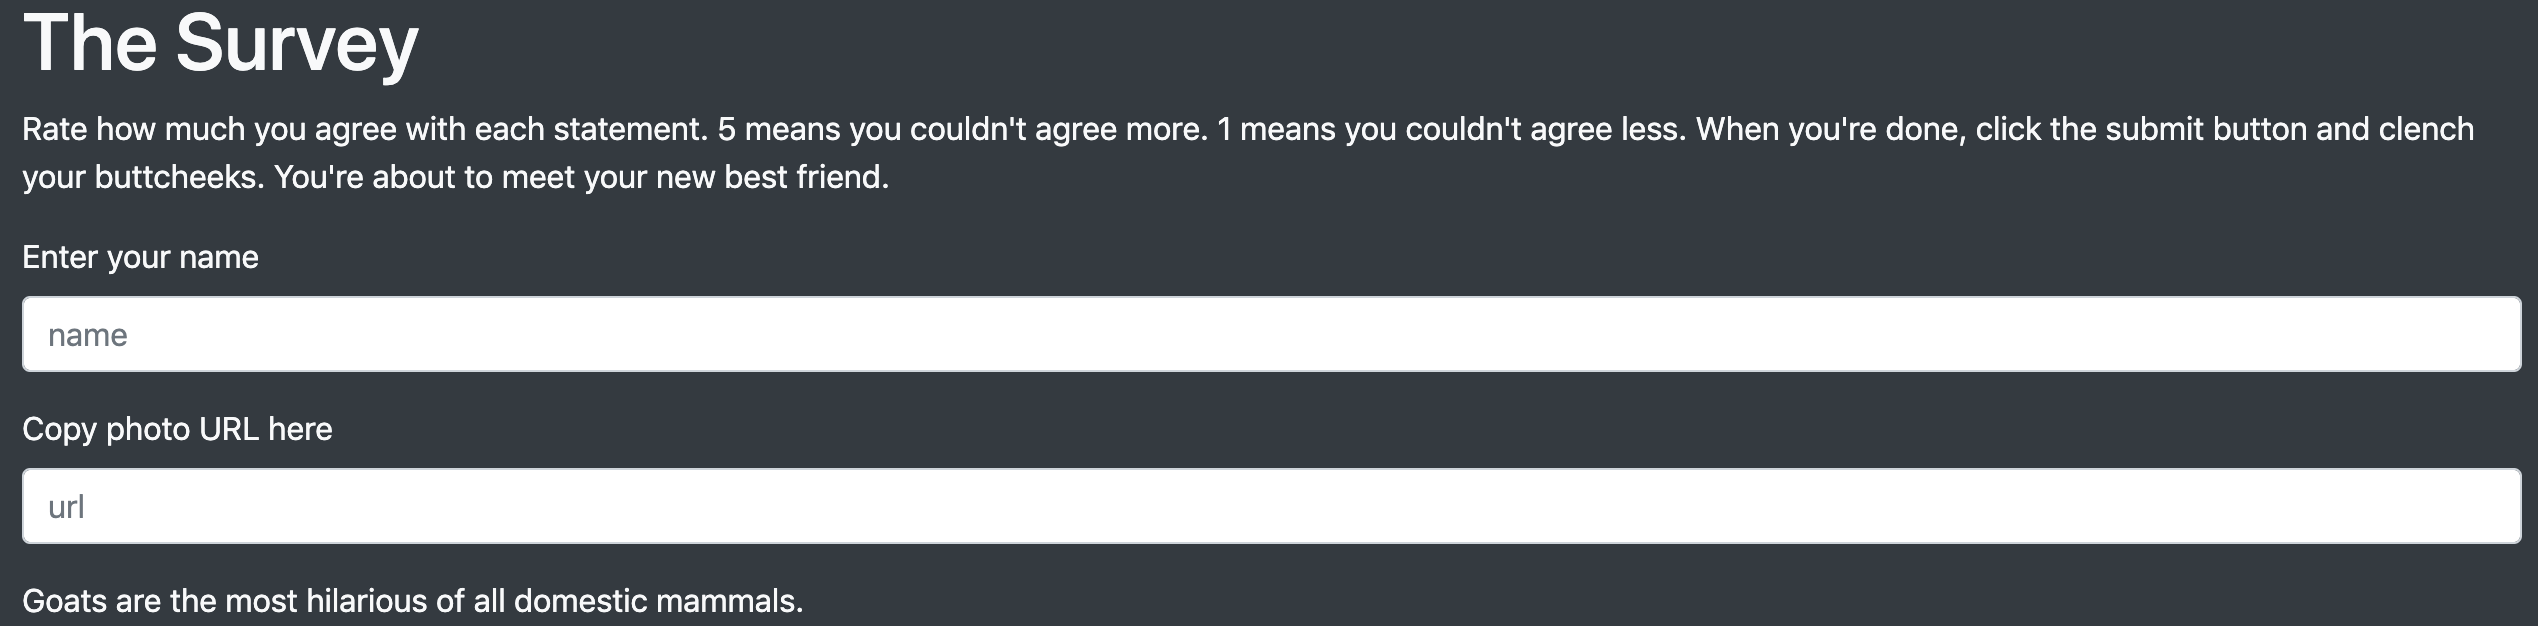 The Survey
Rate how much you agree with each statement. 5 means you couldn't agree more. 1 means you couldn't agree less. When you're done, click the submit button and clench
your buttcheeks. You're about to meet your new best friend.
Enter your name
name
Copy photo URL here
url
Goats are the most hilarious of all domestic mammals.